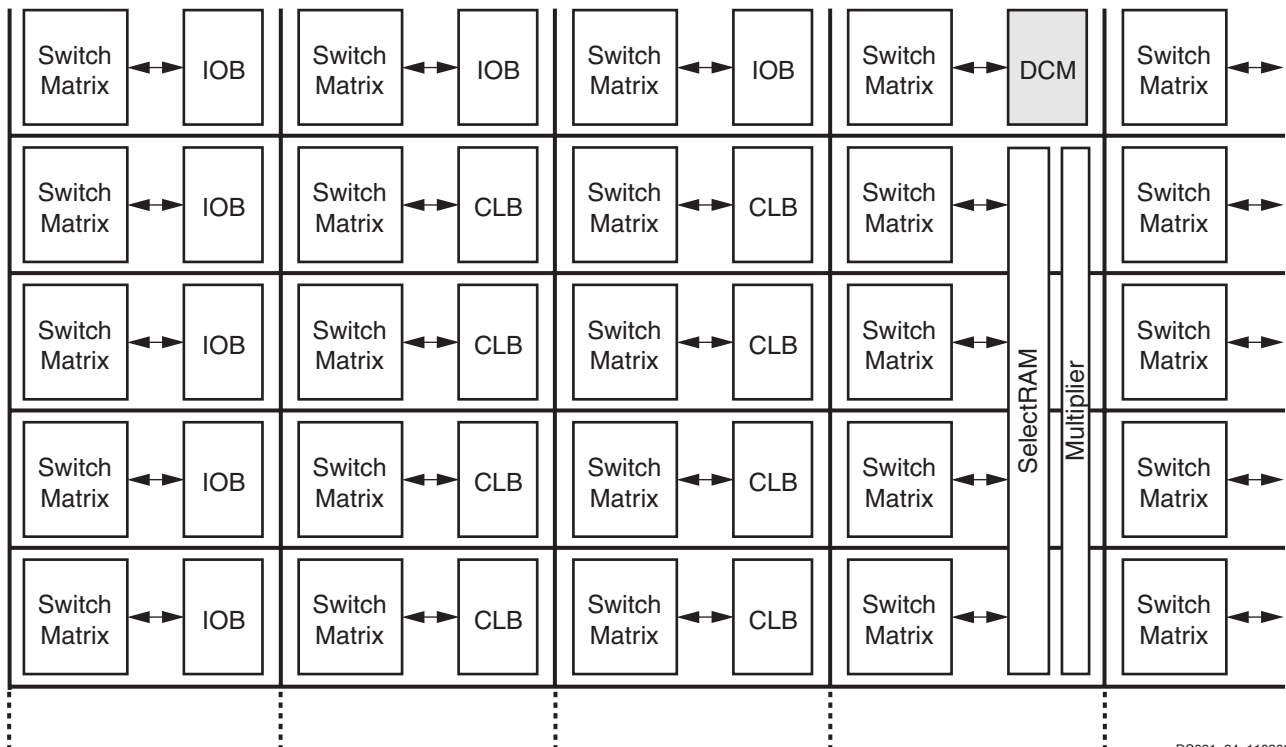 Switch
Matrix
IOB
Switch
Matrix
IOB
Switch
Matrix
IOB
Switch
Matrix
DCM
Switch
Matrix
Switch
Matrix
IOB
Switch
Matrix
CLB
Switch
Matrix
CLB
Switch
Matrix
Switch
Matrix
Switch
Matrix
IOB
Switch
Matrix
CLB
Switch
Matrix
CLB
Switch
Matrix
SelectRAM
Multiplier
Switch
Matrix
Switch
Matrix
IOB
Switch
Matrix
CLB
Switch
Matrix
CLB
Switch
Matrix
Switch
Matrix
Switch
Matrix
IOB
Switch
Matrix
CLB
Switch
Matrix
CLB
Switch
Matrix
Switch
Matrix